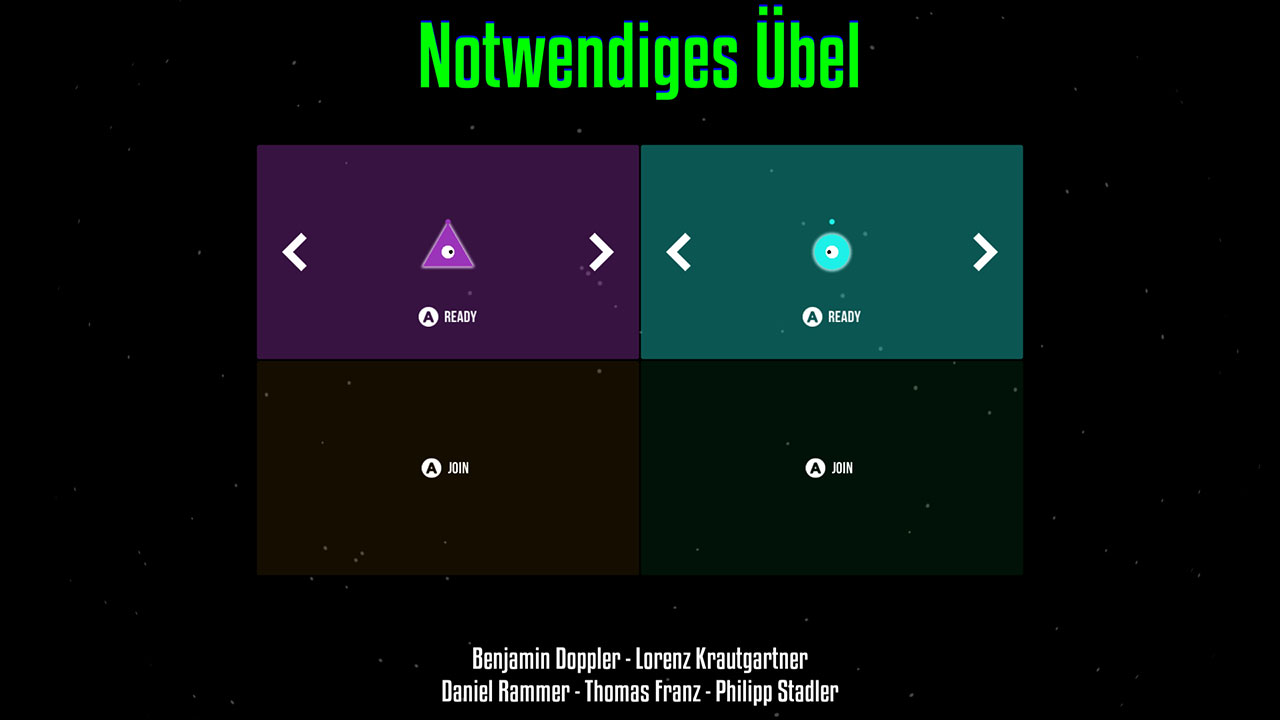 Notwendiges Übel
A READY
A READY
A JOIN
A JOIN
Benjamin Doppler - Lorenz Krautgartner
Daniel Rammer - Thomas Franz - Philipp Stadler